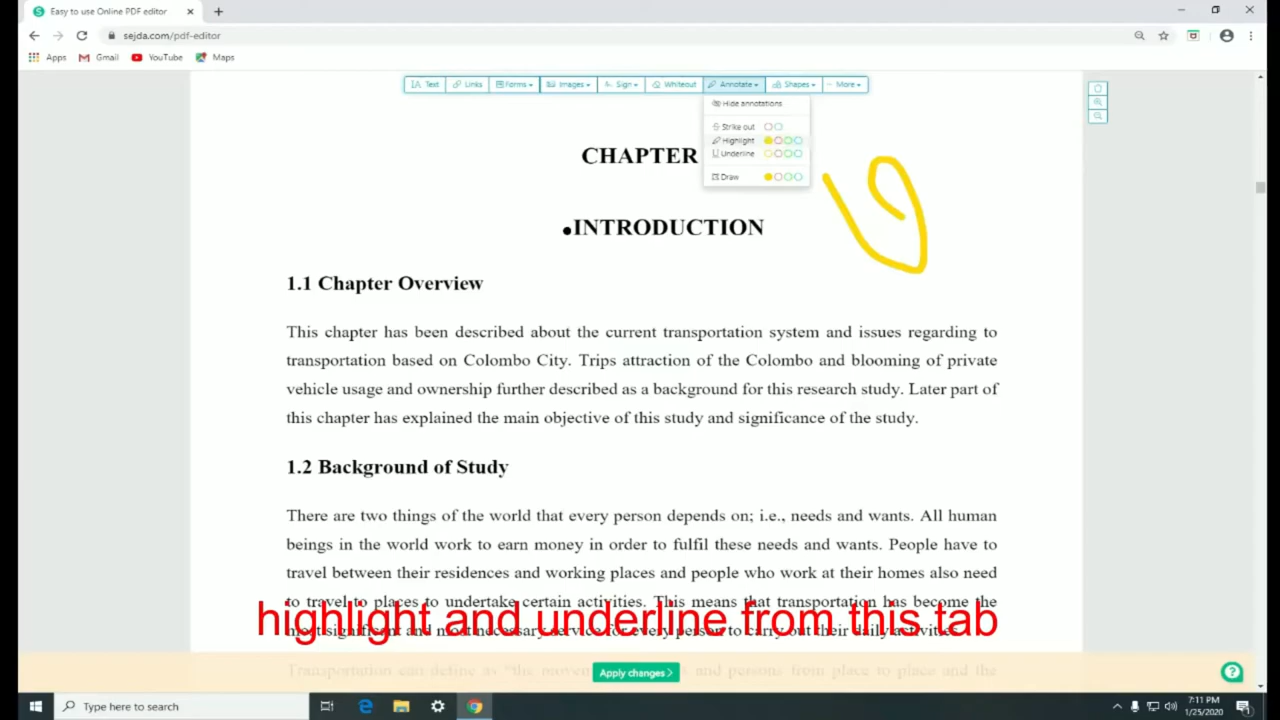 Easy to use Online PDF editor
sejda.com/pdf-editor
Apps Gmail YouTube Maps
Text Links Forms Images Sign Whiteout Annotate Shapes More
Hide annotations
Strike out
Highlight
Underline
Draw
CHAPTER
•INTRODUCTION
1.1 Chapter Overview
This chapter has been described about the current transportation system and issues regarding to
transportation based on Colombo City. Trips attraction of the Colombo and blooming of private
vehicle usage and ownership further described as a background for this research study. Later part of
this chapter has explained the main objective of this study and significance of the study.
1.2 Background of Study
There are two things of the world that every person depends on; i.e., needs and wants. All human
beings in the world work to earn money in order to fulfil these needs and wants. People have to
travel between their residences and working places and people who work at their homes also need
to travel to places to undertake certain activities. This means that transportation has become the
most significant and most necessary service for every person to carry out their daily activities.
highlight and underline from this tab
Transportation can define as "the movement and persons from place to place and the
Apply changes
Type here to search
7:11 PM
1/25/2020